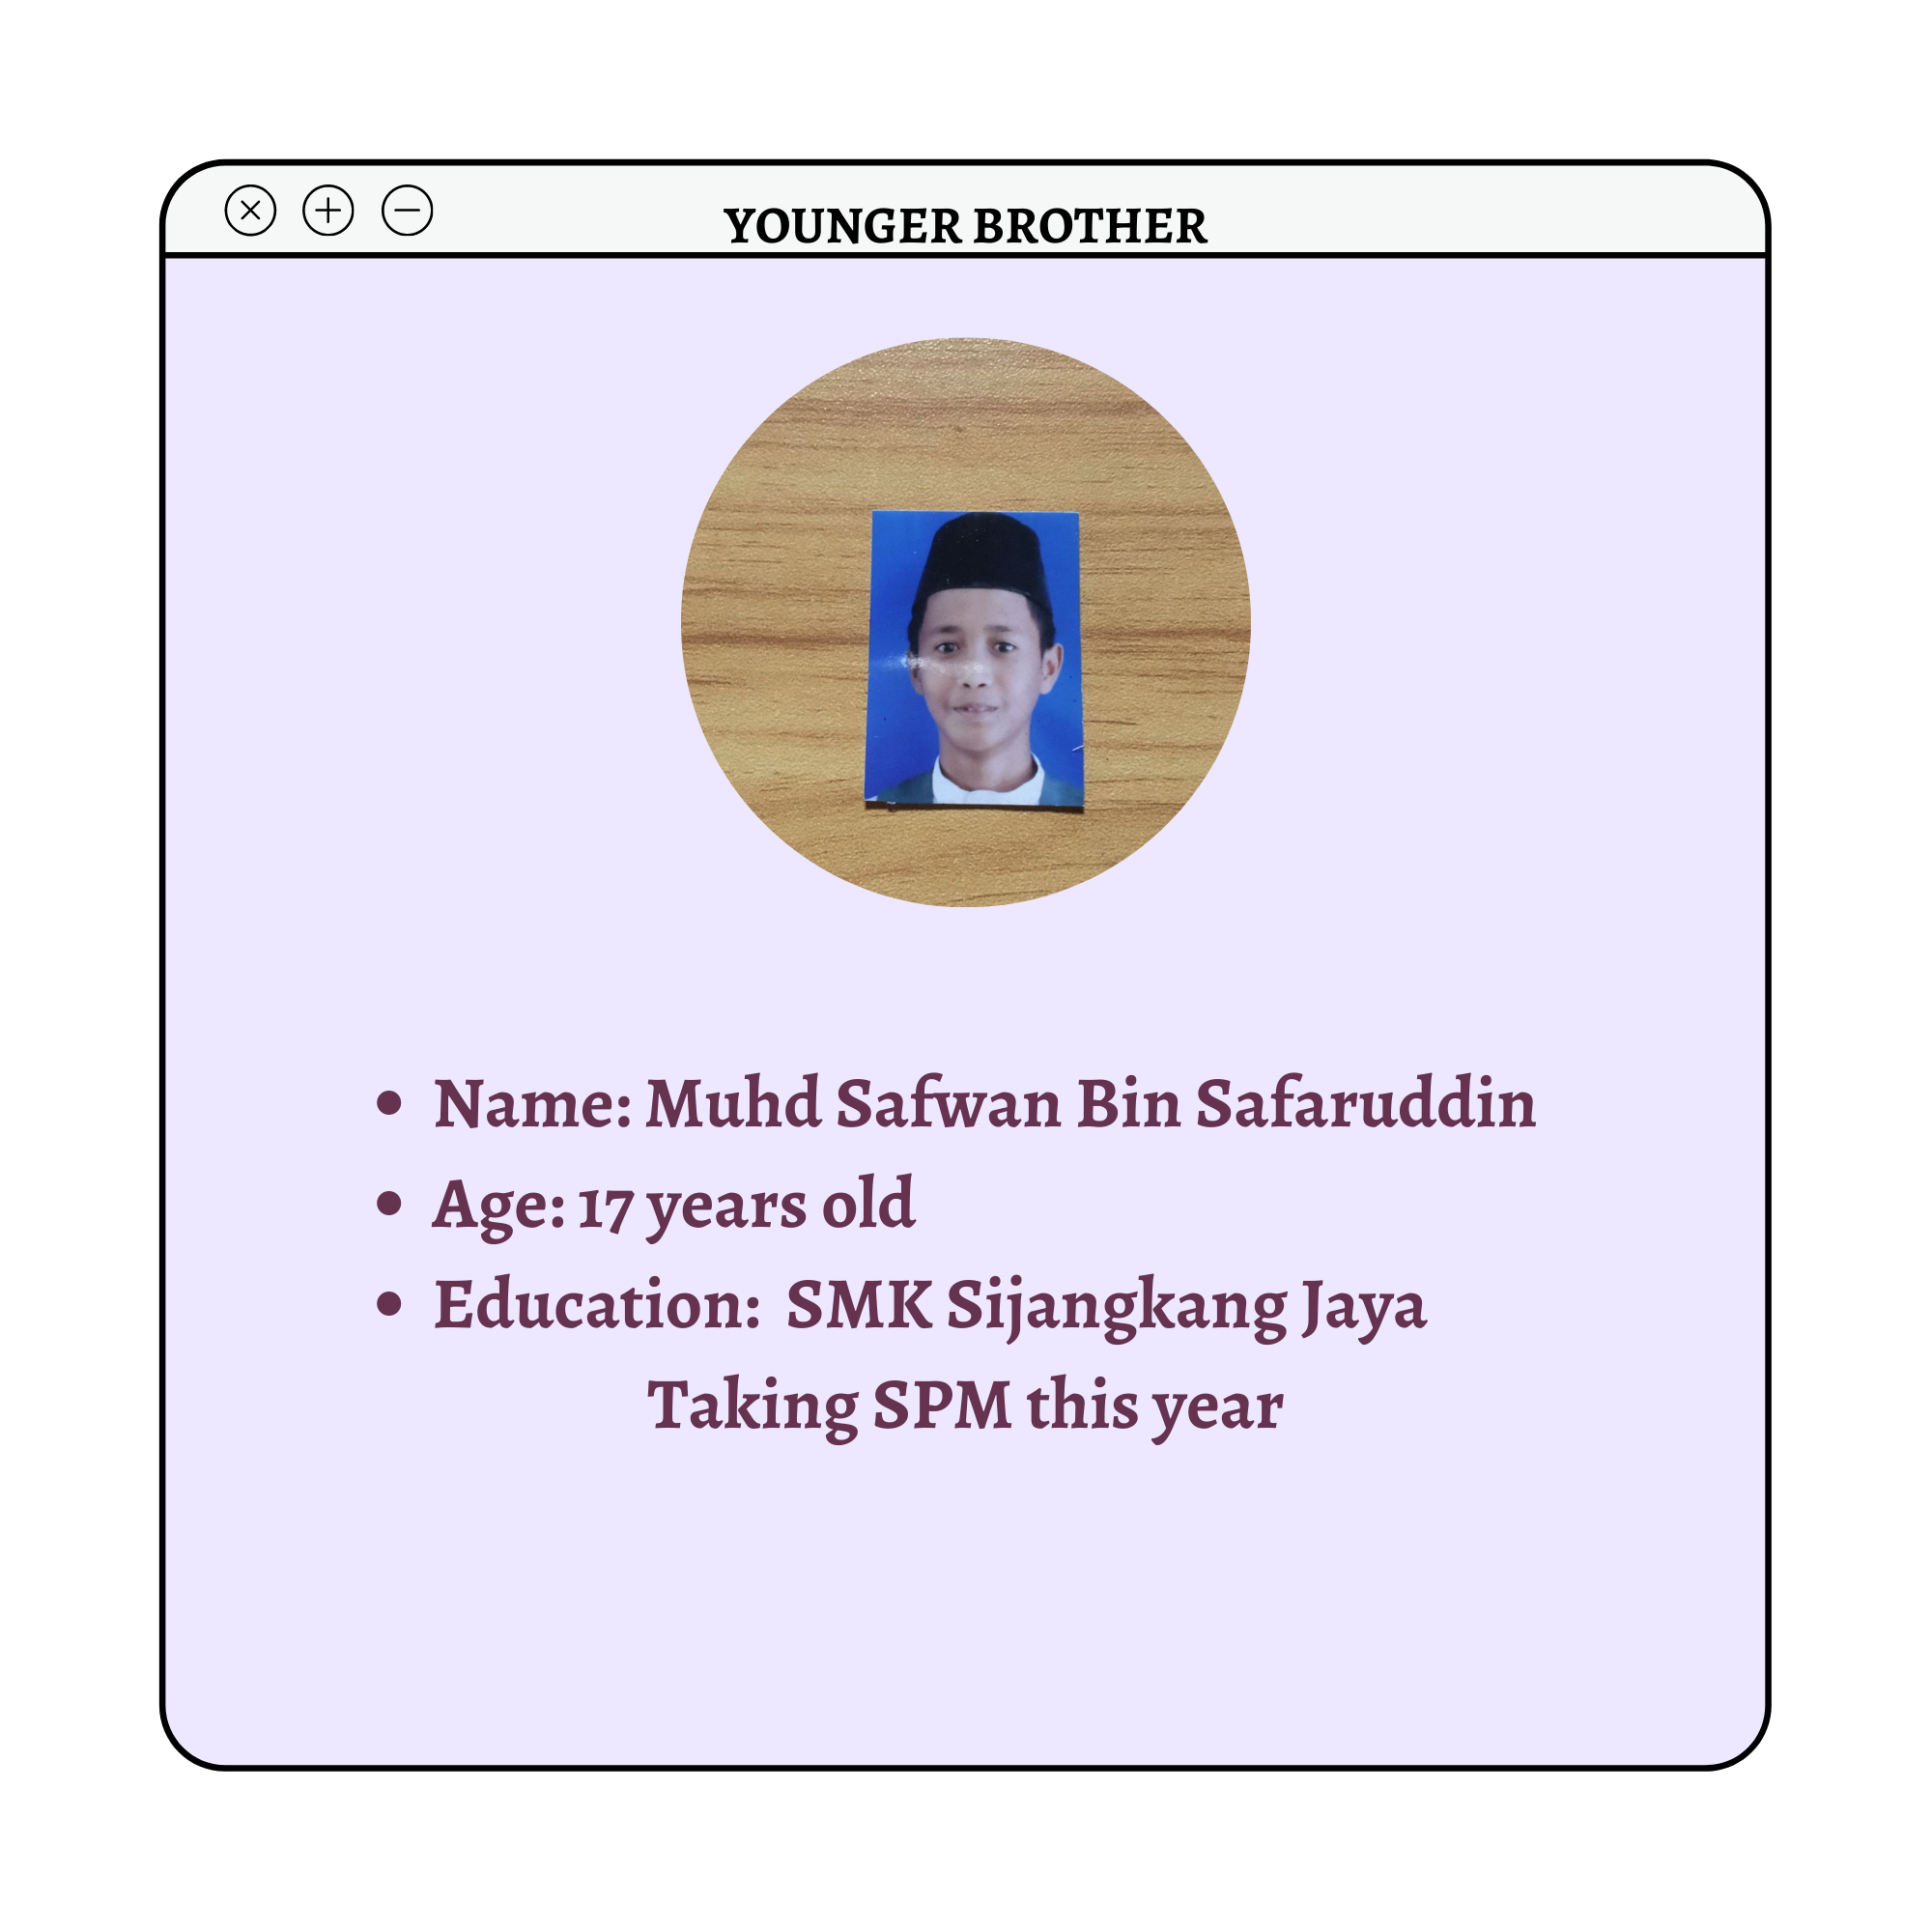 YOUNGER BROTHER
Name: Muhd Safwan Bin Safaruddin
Age: 17 years old
Education: SMK Sijangkang Jaya
Taking SPM this year